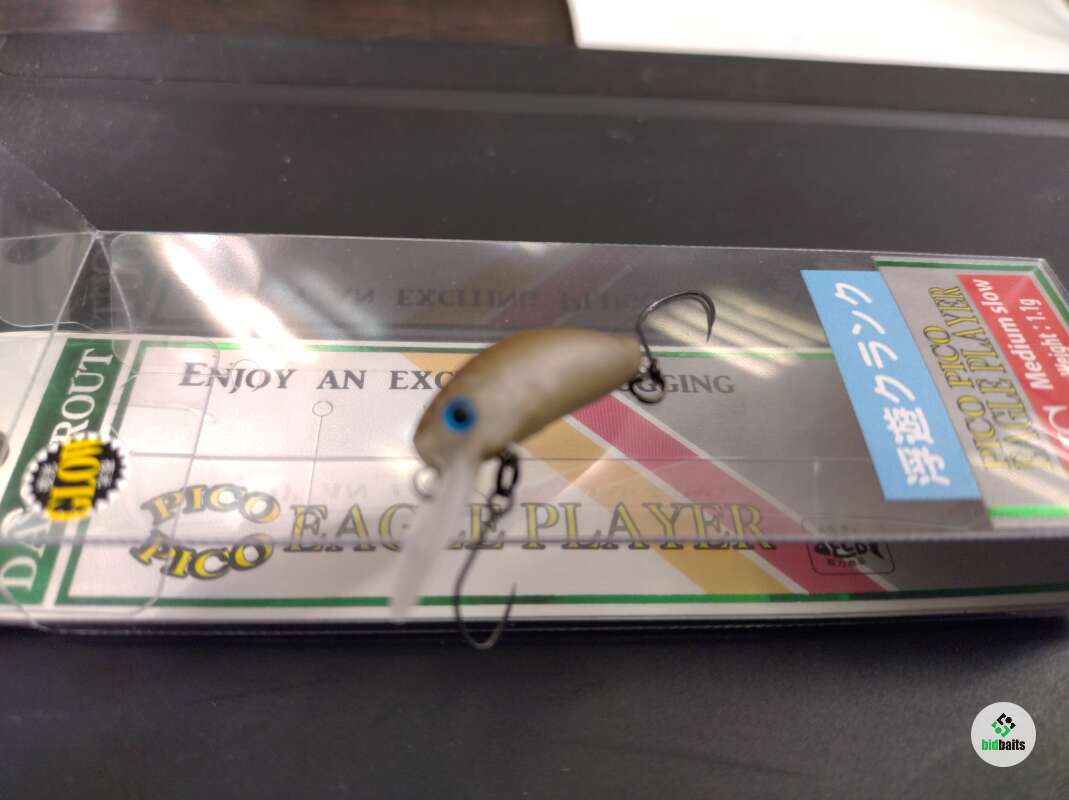 ENJOY AN EXC GGING
ROUT
GLOW
PICO
PICO
EAGLE PLAYER
浮遊クランク
PICO PICO
EAGLE PLAYER
Medium slow
Weight:1.1g
bidbaits